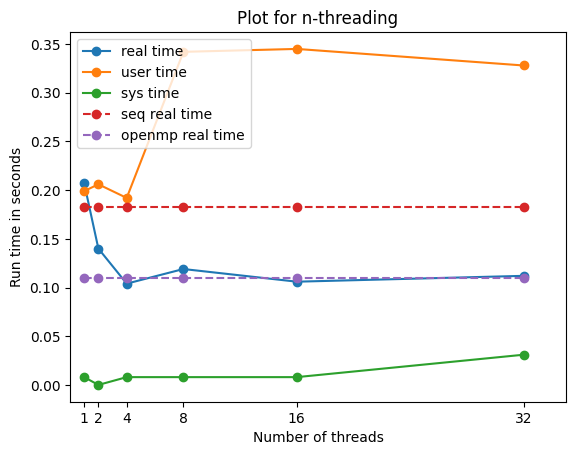 Plot for n-threading
real time
user time
sys time
seq real time
openmp real time
Run time in seconds
0.35
0.30
0.25
0.20
0.15
0.10
0.05
0.00
1 2 4 8 16 32
Number of threads